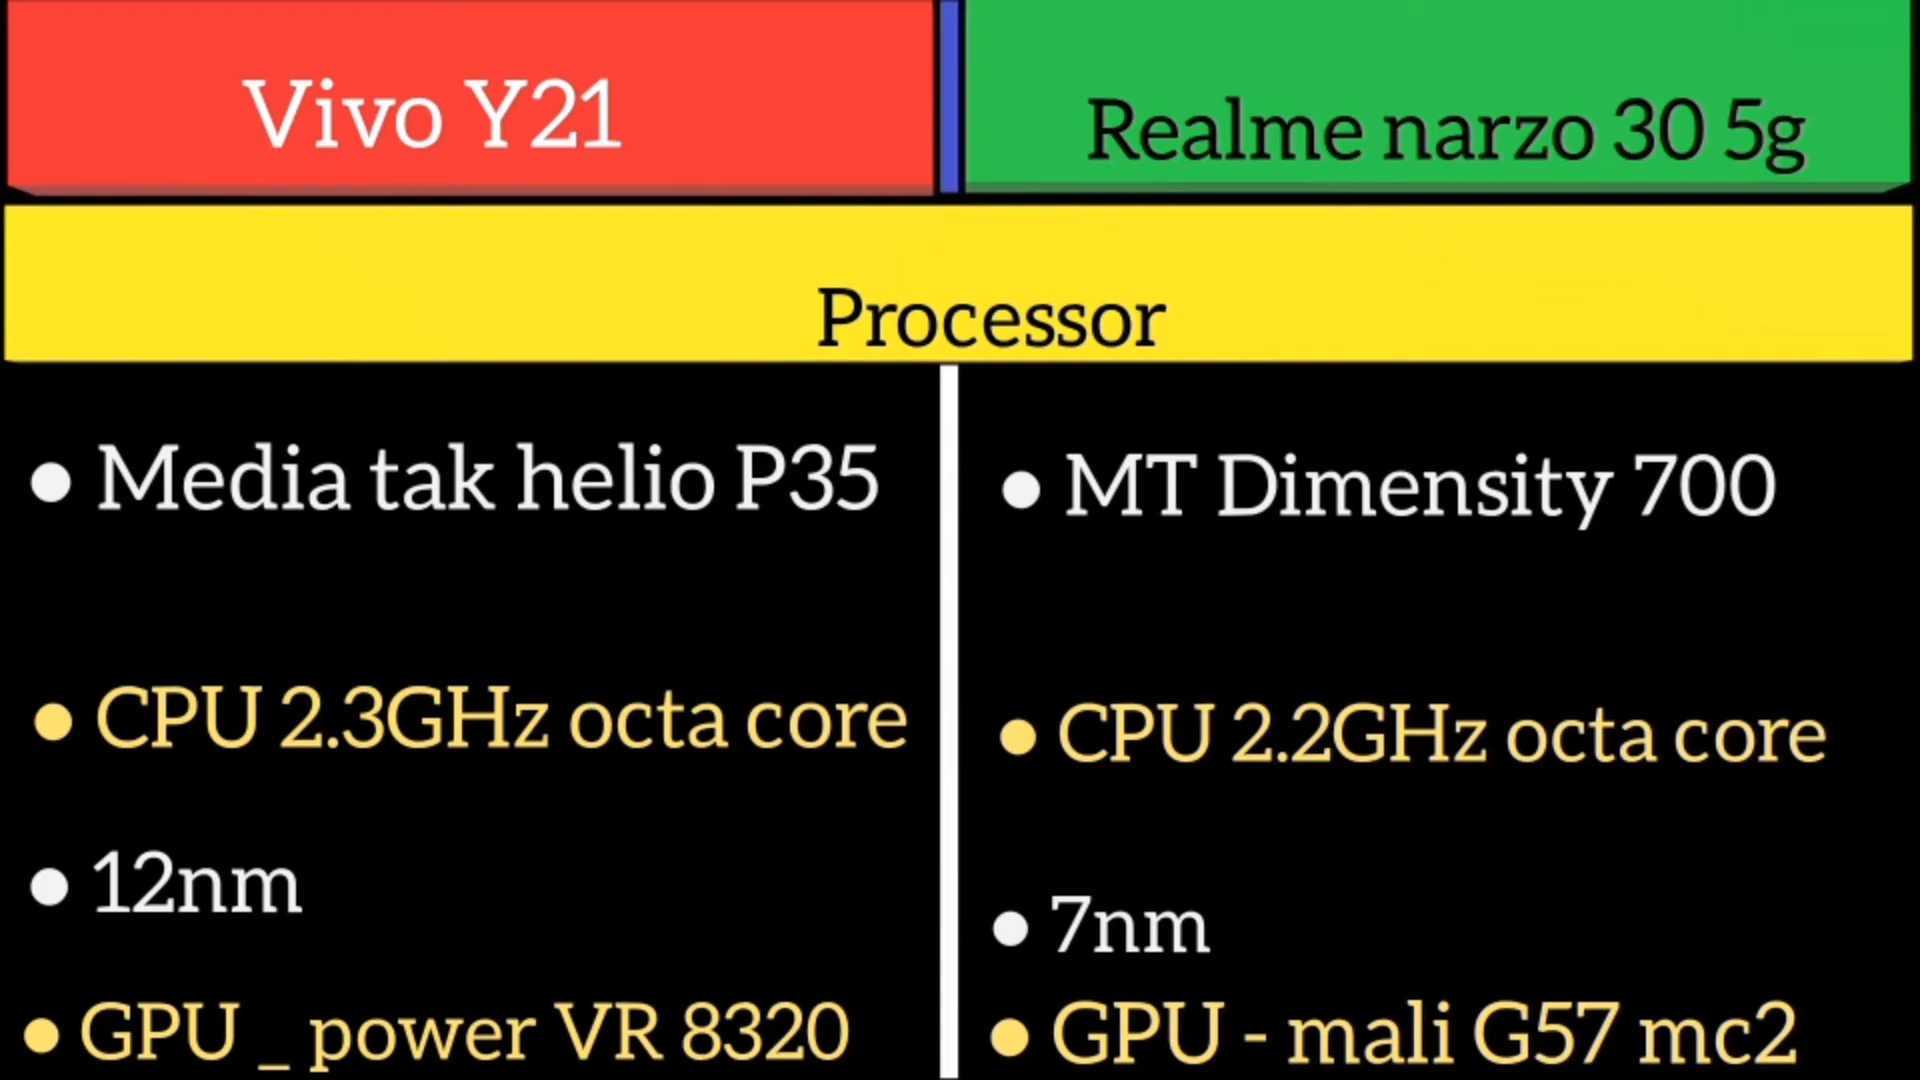 Vivo Y21
Realme narzo 30 5g
Processor
• Media tak helio P35
• MT Dimensity 700
• CPU 2.3GHz octa core
• CPU 2.2GHz octa core
• 12nm
• 7nm
• GPU _ power VR 8320
• GPU - mali G57 mc2